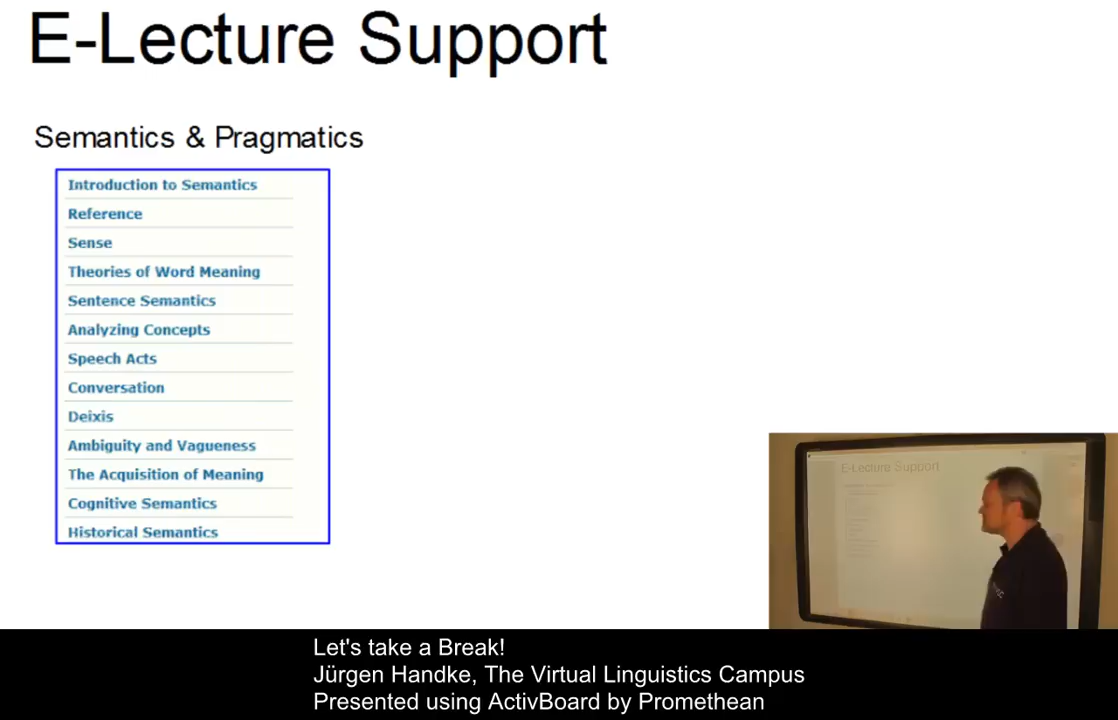 E-Lecture Support
Semantics & Pragmatics
Introduction to Semantics
Reference
Sense
Theories of Word Meaning
Sentence Semantics
Analyzing Concepts
Speech Acts
Conversation
Deixis
Ambiguity and Vagueness
The Acquisition of Meaning
Cognitive Semantics
Historical Semantics
E-Lecture Support
Let's take a Break!
Jürgen Handke, The Virtual Linguistics Campus
Presented using ActivBoard by Promethean